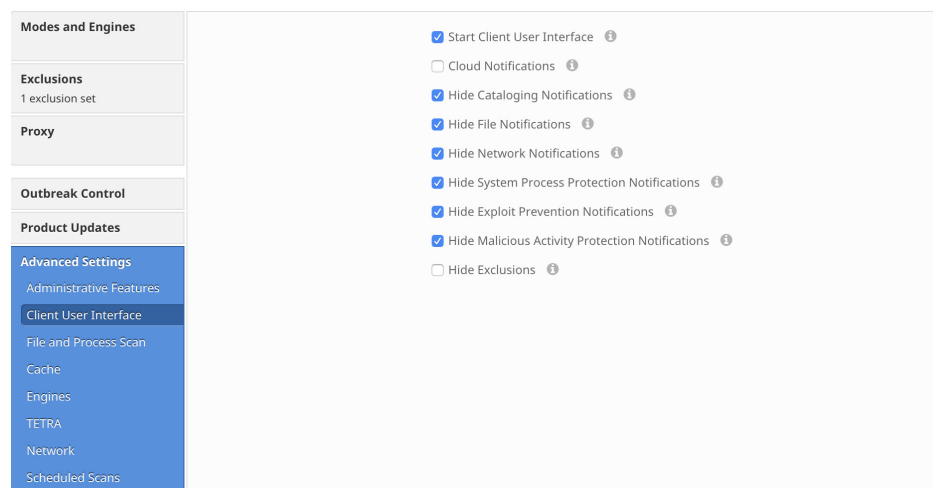 Modes and Engines
Exclusions
1 exclusion set
Proxy
Outbreak Control
Product Updates
Advanced Settings
Administrative Features
Client User Interface
File and Process Scan
Cache
Engines
TETRA
Network
Scheduled Scans
Start Client User Interface
Cloud Notifications
Hide Cataloging Notifications
Hide File Notifications
Hide Network Notifications
Hide System Process Protection Notifications
Hide Exploit Prevention Notifications
Hide Malicious Activity Protection Notifications
Hide Exclusions